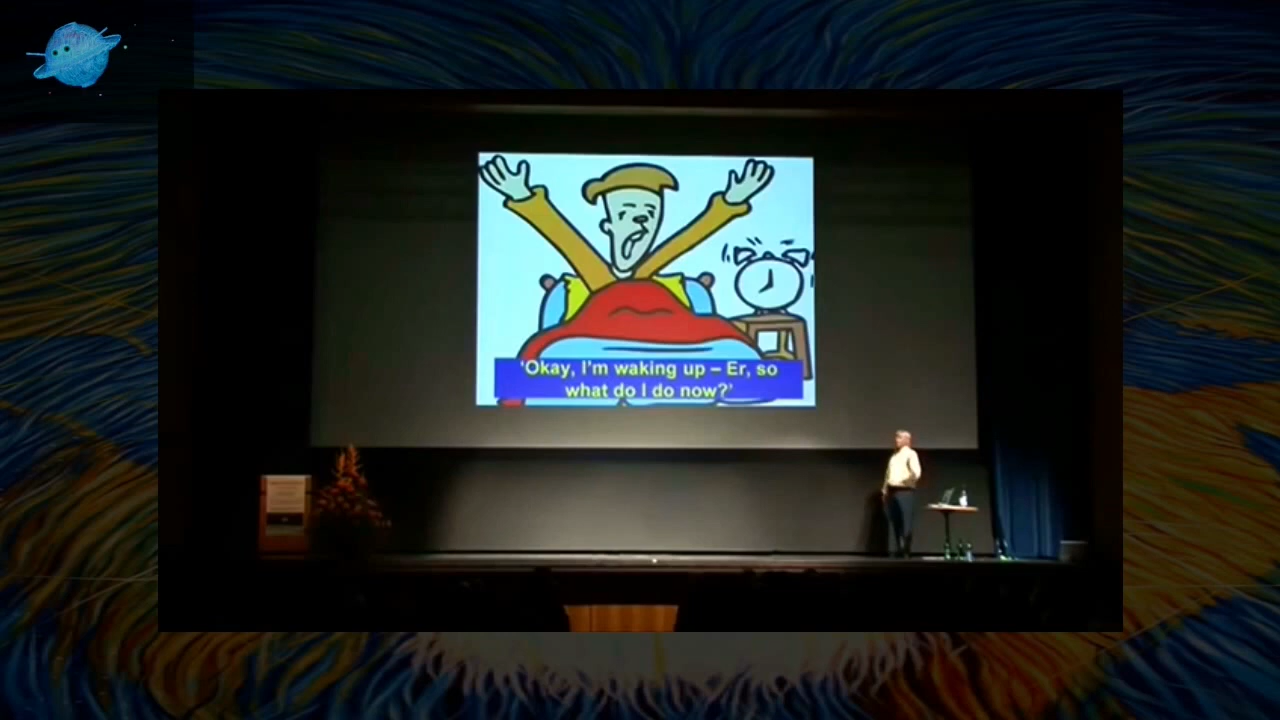 ‘Okay, I’m waking up – Er, so
what do I do now?’